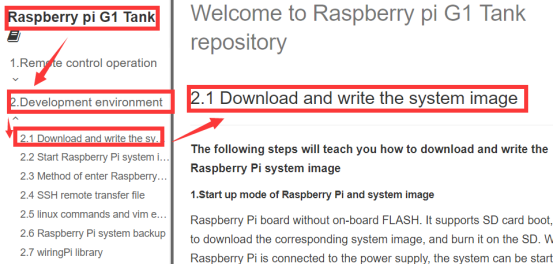 Raspberry pi G1 Tank
1.Remote control operation
2.Development environment
2.1 Download and write the sy...
2.2 Start Raspberry Pi system i...
2.3 Method of enter Raspberry...
2.4 SSH remote transfer file
2.5 linux commands and vim e...
2.6 Raspberry Pi system backup
2.7 wiringPi library
Welcome to Raspberry pi G1 Tank
repository
2.1 Download and write the system image
The following steps will teach you how to download and write the
Raspberry Pi system image
1.Start up mode of Raspberry Pi and system image
Raspberry Pi board without on-board FLASH. It supports SD card boot,
to download the corresponding system image, and burn it on the SD. W
Raspberry Pi is connected to the power supply, the system can be start